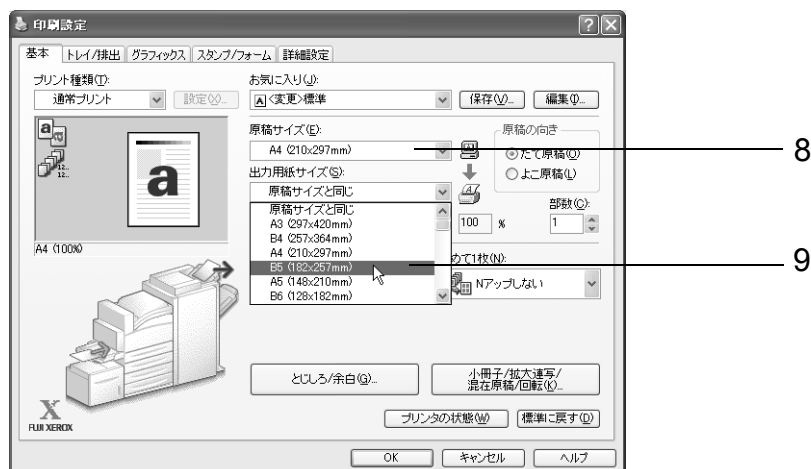 印刷設定
基本 トレイ/排出 グラフィックス スタンプ/フォーム 詳細設定
プリント種類(T):
通常プリント 設定(X)...
お気に入り(J):
A <変更>標準 保存(V)... 編集(I)...
原稿サイズ(E):
A4 (210x297mm)
8
出力用紙サイズ(S):
原稿サイズと同じ
原稿サイズと同じ
A3 (297x420mm)
B4 (257x364mm)
A4 (210x297mm)
B5 (182x257mm)
9
A5 (148x210mm)
B6 (128x182mm)
原稿の向き
たて原稿(O)
よこ原稿(L)
部数(C):
100 % 1
めて1枚(N):
Nアップしない
a
A4 (100%)
とじしろ/余白(G)...
小冊子/拡大連写/
混在原稿/回転(K)...
X
FUJI XEROX
プリンタの状態(W) 標準に戻す(D)
OK キャンセル ヘルプ